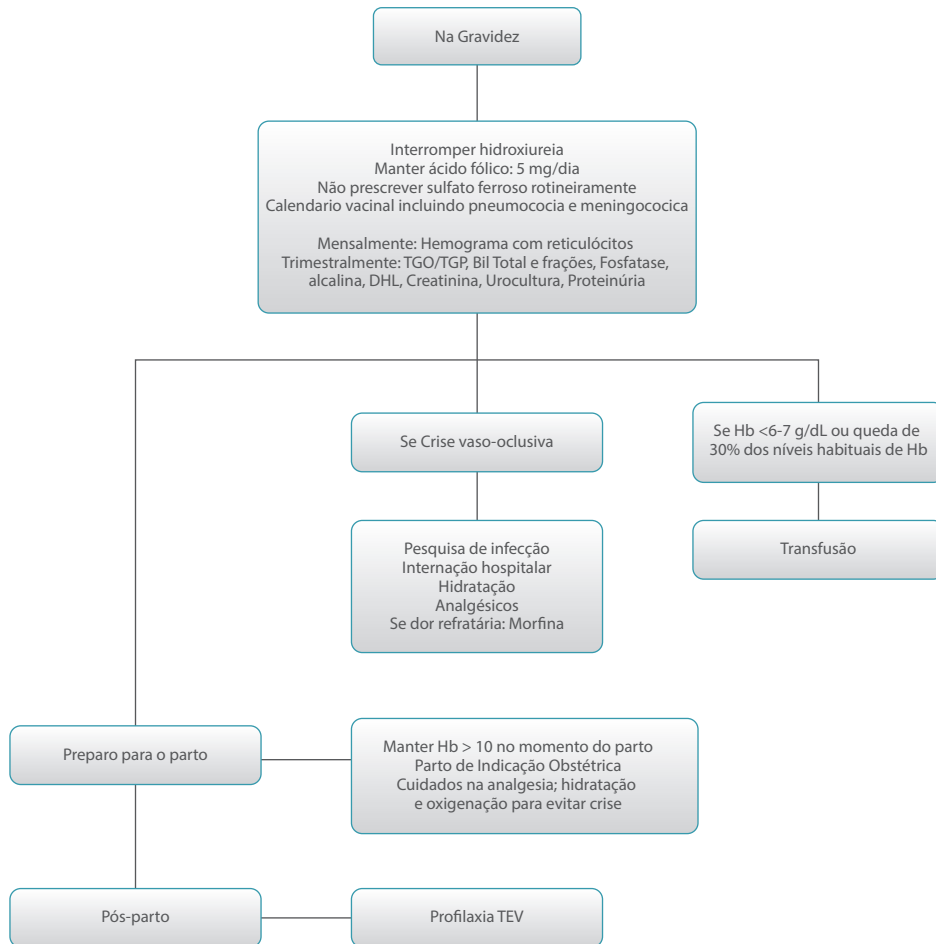 Na Gravidez
Interromper hidroxiureia
Manter ácido fólico: 5 mg/dia
Não prescrever sulfato ferroso rotineiramente
Calendario vacinal incluindo pneumococia e meningococica
Mensalmente: Hemograma com reticulócitos
Trimestralmente: TGO/TGP, Bil Total e frações, Fosfatase,
alcalina, DHL, Creatinina, Urocultura, Proteinúria
Se Crise vaso-oclusiva
Se Hb <6-7 g/dL ou queda de
30% dos níveis habituais de Hb
Pesquisa de infecção
Internação hospitalar
Hidratação
Analgésicos
Se dor refratária: Morfina
Transfusão
Preparo para o parto
Manter Hb > 10 no momento do parto
Parto de Indicação Obstétrica
Cuidados na analgesia; hidratação
e oxigenação para evitar crise
Pós-parto
Profilaxia TEV